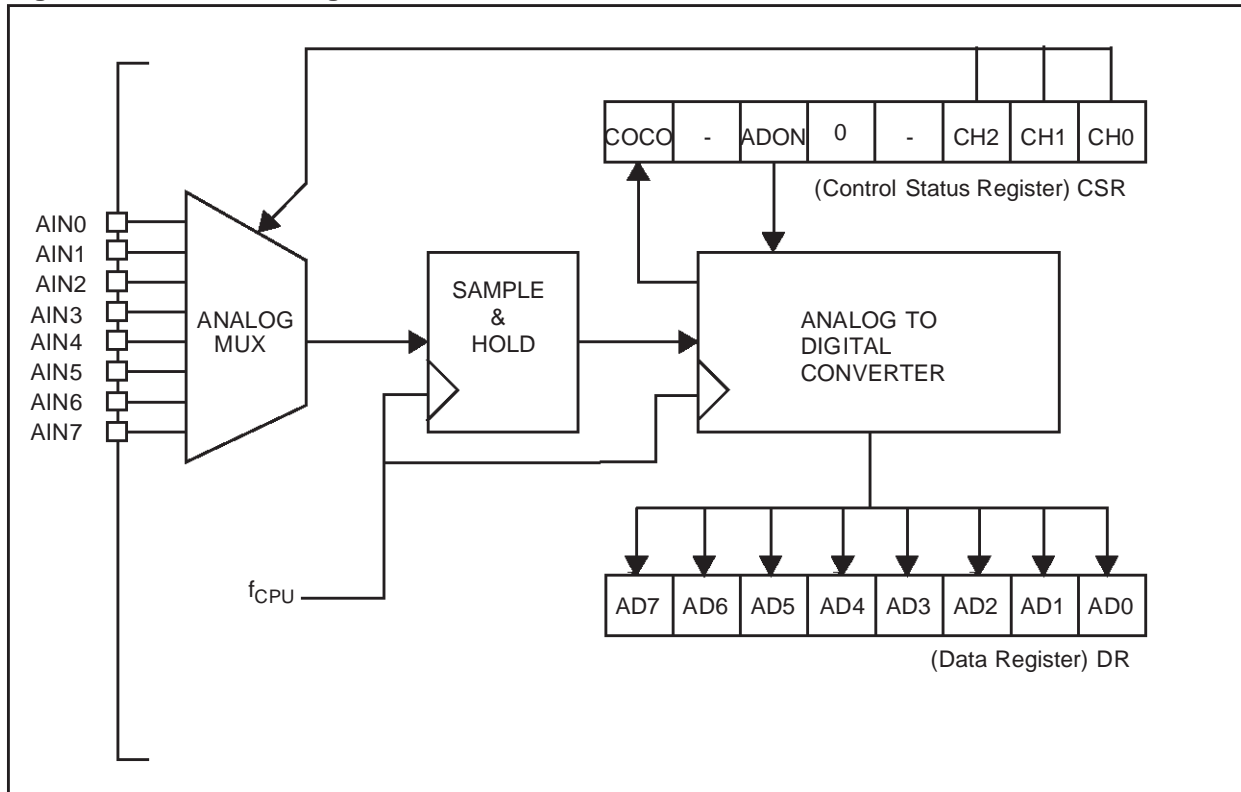 COCO - ADON 0 - CH2 CH1 CH0
(Control Status Register) CSR
AIN0
AIN1
AIN2
AIN3
AIN4
AIN5
AIN6
AIN7
ANALOG
MUX
SAMPLE
&
HOLD
ANALOG TO
DIGITAL
CONVERTER
fCPU
AD7 AD6 AD5 AD4 AD3 AD2 AD1 AD0
(Data Register) DR